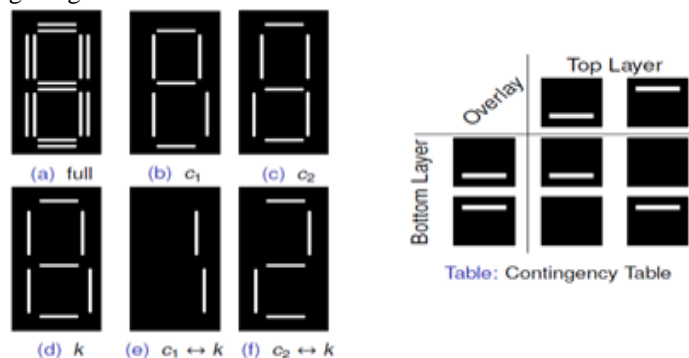 (a) full
(b) c₁
(c) c₂
(d) k
(e) c₁ ↔ k
(f) c₂ ↔ k
Top Layer
Overlay
Bottom Layer
Table: Contingency Table